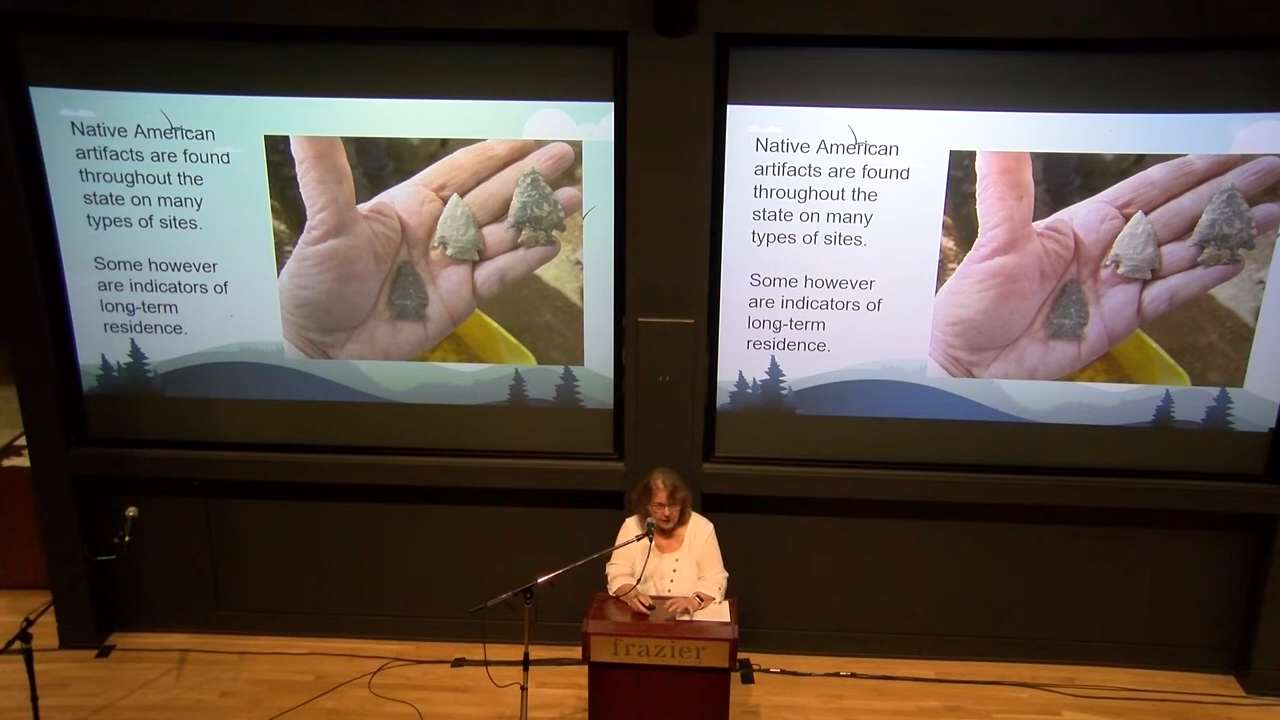 Native American
artifacts are found
throughout the
state on many
types of sites.
Some however
are indicators of
long-term
residence.
Native American
artifacts are found
throughout the
state on many
types of sites.
Some however
are indicators of
long-term
residence.
frazier